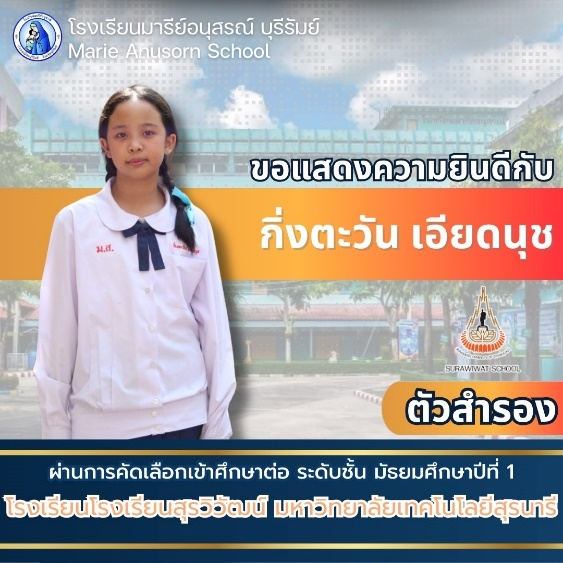 โรงเรียนมารีย์อนุสรณ์ บุรีรัมย์
Marie Anusorn School
ขอแสดงความยินดีกับ
กิ่งตะวัน เอียดนุช
ม.ส.
SURAWIWAT SCHOOL
ตัวสำรอง
ผ่านการคัดเลือกเข้าศึกษาต่อ ระดับชั้น มัธยมศึกษาปีที่ 1
โรงเรียนโรงเรียนสุรวิวัฒน์ มหาวิทยาลัยเทคโนโลยีสุรนารี